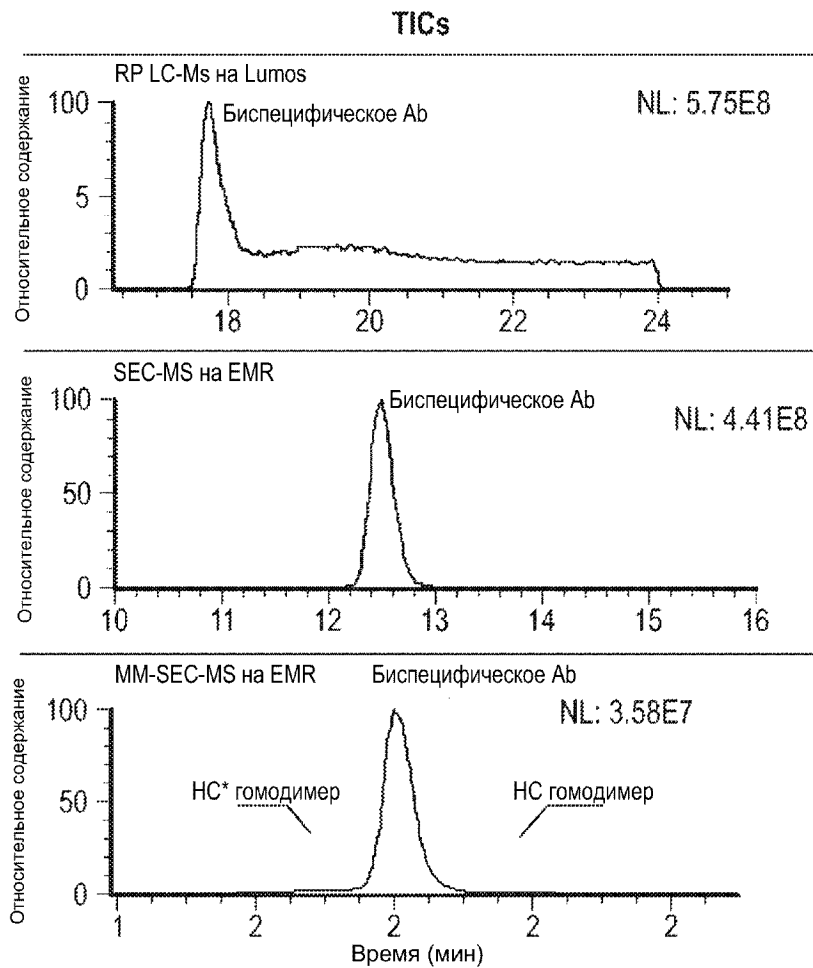 TICs
RP LC-Ms на Lumos
Относительное содержание
100
5
0
Биспецифическое Ab
NL: 5.75E8
18 20 22 24
SEC-MS на EMR
Относительное содержание
100
50
0
Биспецифическое Ab
NL: 4.41E8
10 11 12 13 14 15 16
MM-SEC-MS на EMR
Биспецифическое Ab
NL: 3.58E7
Относительное содержание
100
50
0
HC* гомодимер
HC гомодимер
1 2 2 2 2
Время (мин)